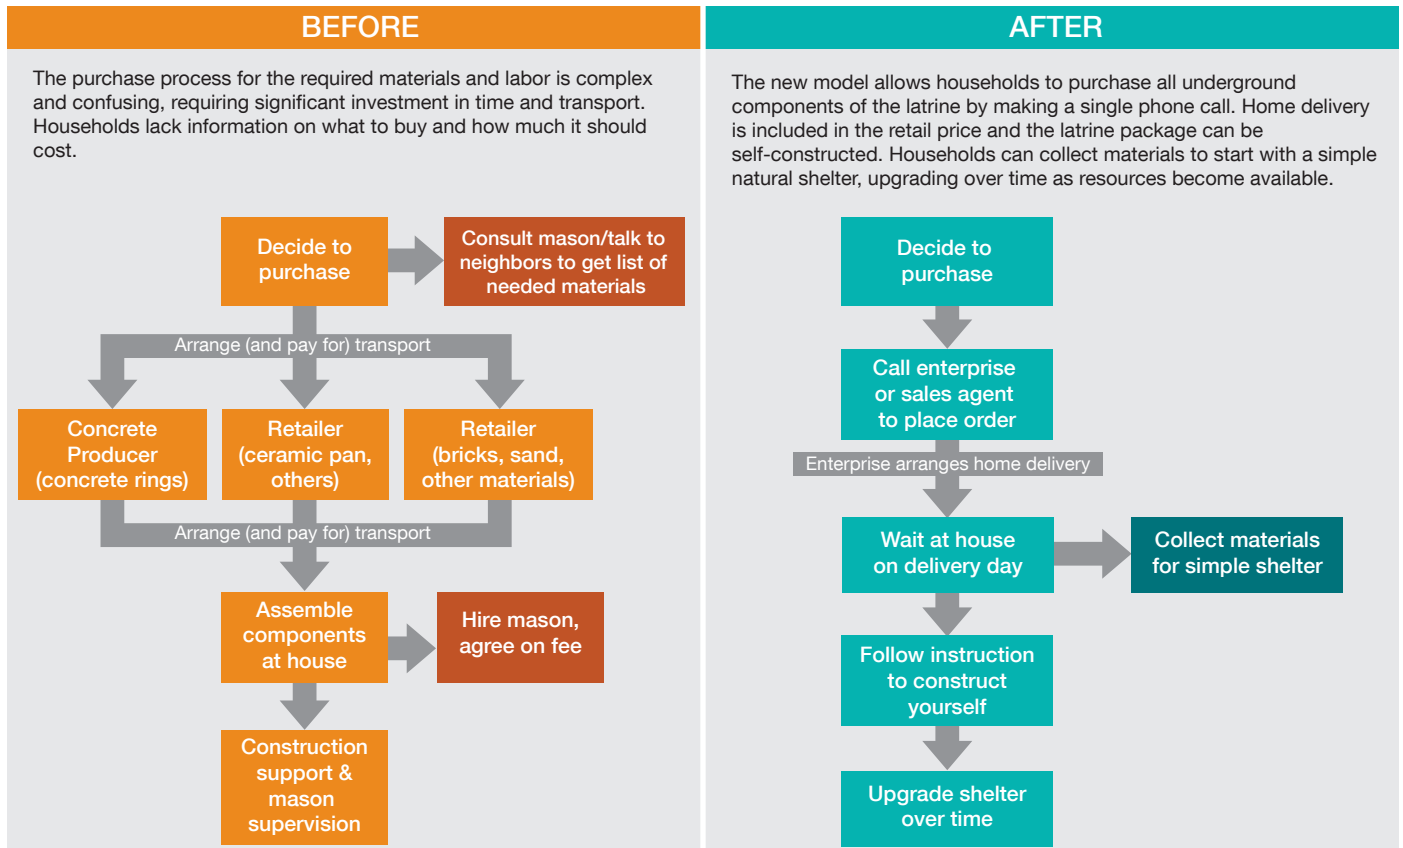 BEFORE
The purchase process for the required materials and labor is complex
and confusing, requiring significant investment in time and transport.
Households lack information on what to buy and how much it should
cost.
Decide to
purchase
Consult mason/talk to
neighbors to get list of
needed materials
Arrange (and pay for) transport
Concrete
Producer
(concrete rings)
Retailer
(ceramic pan,
others)
Retailer
(bricks, sand,
other materials)
Arrange (and pay for) transport
Assemble
components
at house
Hire mason,
agree on fee
Construction
support &
mason
supervision
AFTER
The new model allows households to purchase all underground
components of the latrine by making a single phone call. Home delivery
is included in the retail price and the latrine package can be
self-constructed. Households can collect materials to start with a simple
natural shelter, upgrading over time as resources become available.
Decide to
purchase
Call enterprise
or sales agent
to place order
Enterprise arranges home delivery
Wait at house
on delivery day
Collect materials
for simple shelter
Follow instruction
to construct
yourself
Upgrade shelter
over time